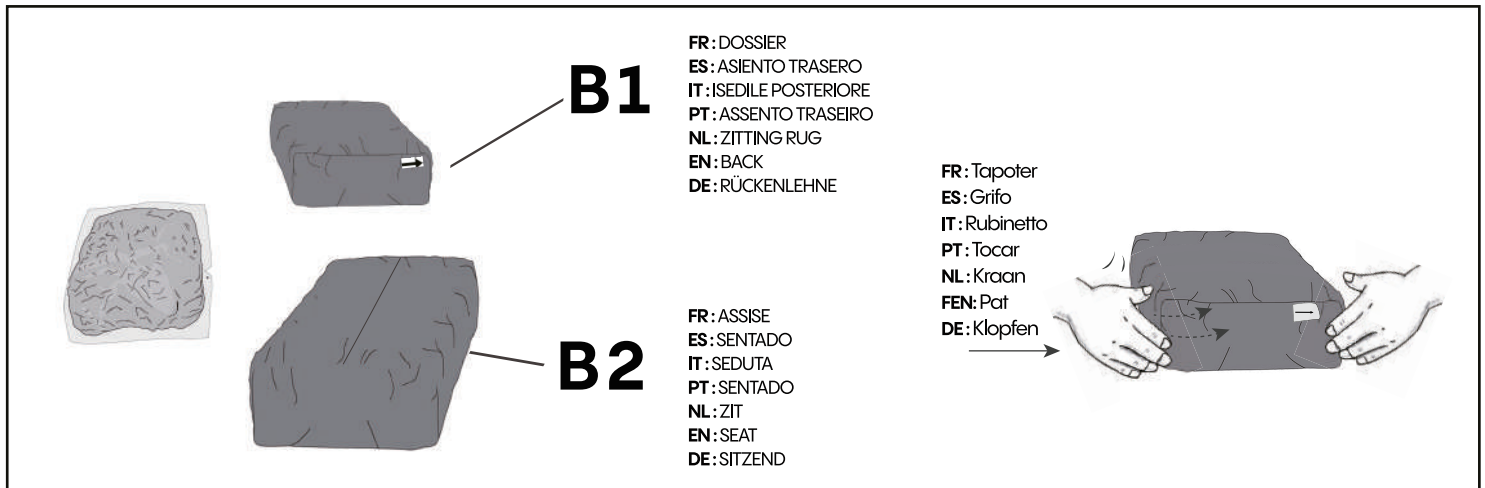 B1
FR: DOSSIER
ES: ASIENTO TRASERO
IT: ISEDILE POSTERIORE
PT: ASSENTO TRASEIRO
NL: ZITTING RUG
EN: BACK
DE: RÜCKENLEHNE
B2
FR: ASSISE
ES: SENTADO
IT: SEDUTA
PT: SENTADO
NL: ZIT
EN: SEAT
DE: SITZEND
FR: Tapoter
ES: Grifo
IT: Rubinetto
PT: Tocar
NL: Kraan
FEN: Pat
DE: Klopfen